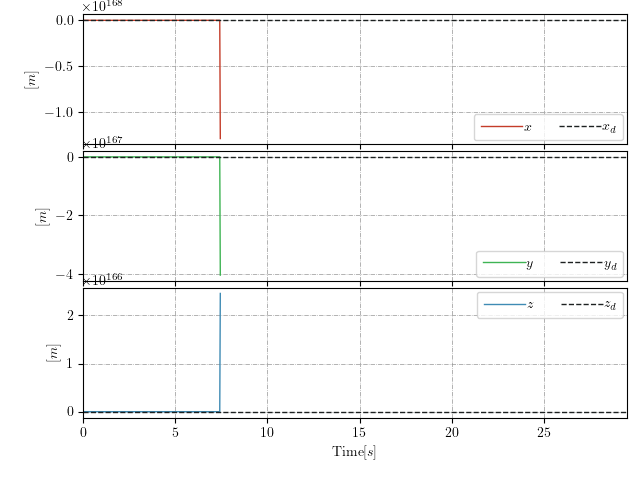 ×10^168
0.0
−0.5
−1.0
[m]
x x_d
×10^167
0
−2
−4
[m]
y y_d
×10^166
2
1
0
[m]
z z_d
0 5 10 15 20 25
Time[s]